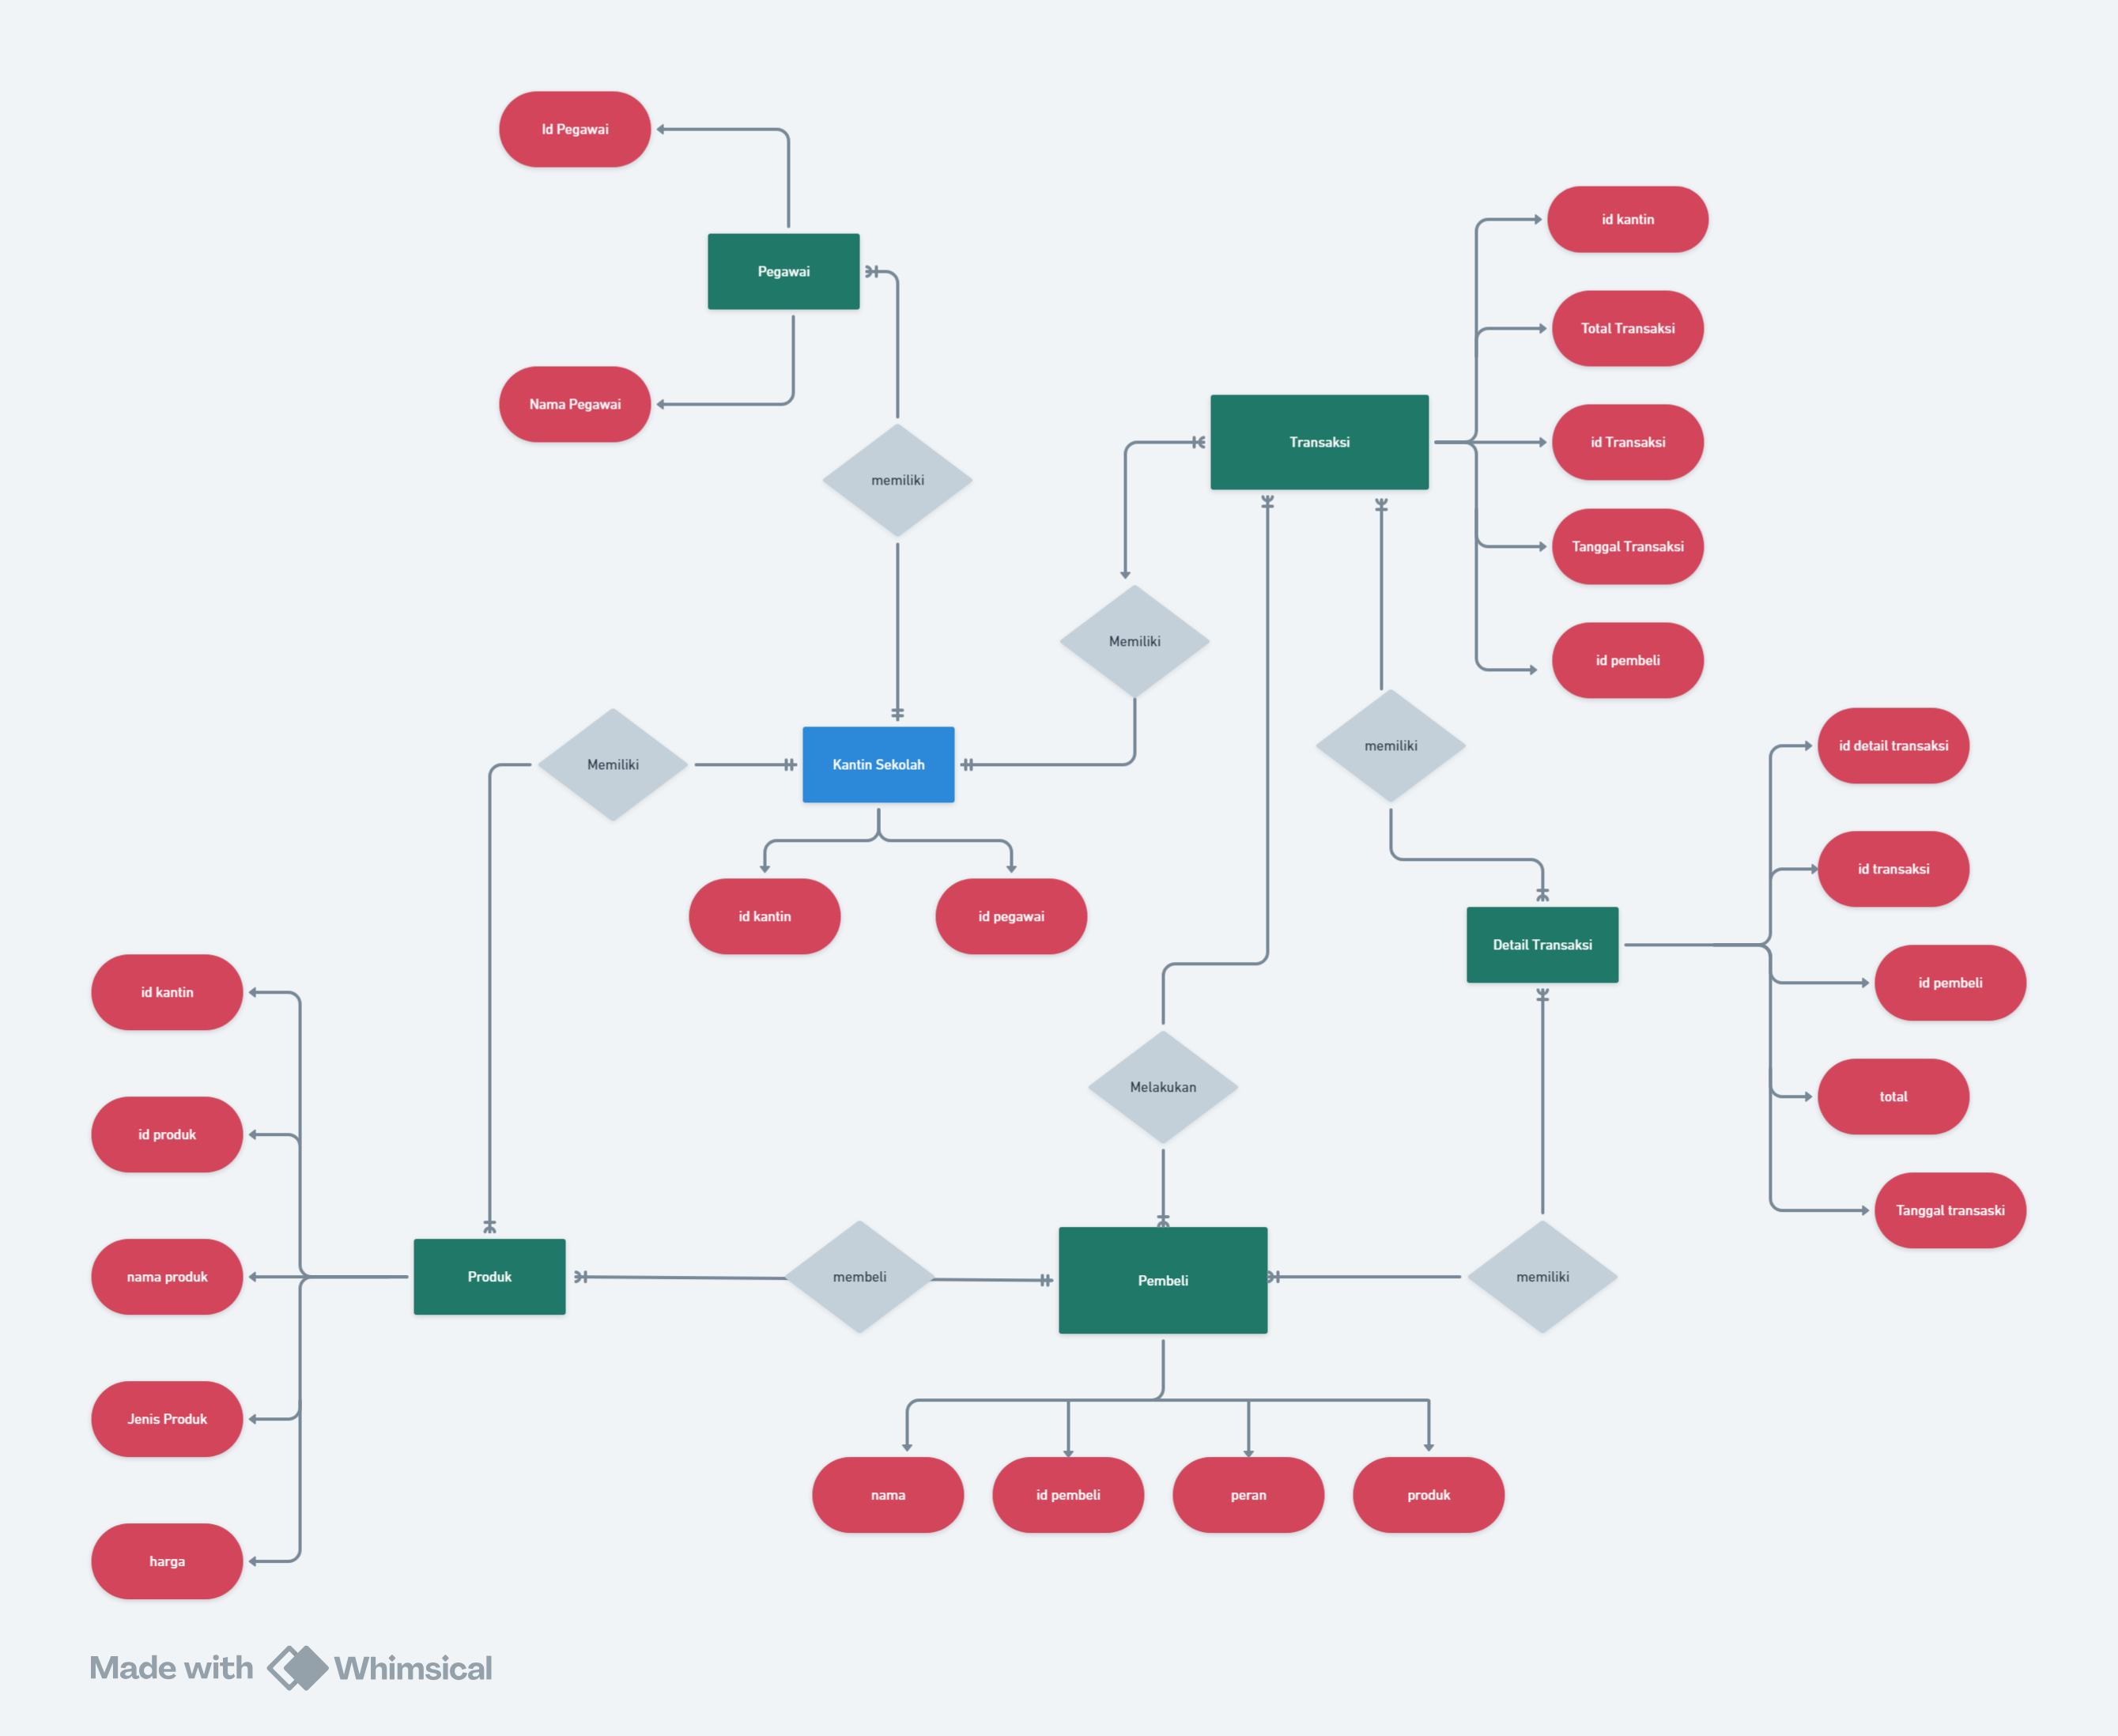 Id Pegawai
Pegawai
Nama Pegawai
memiliki
id kantin
Total Transaksi
Transaksi
id Transaksi
Tanggal Transaksi
Memiliki
id pembeli
memiliki
Memiliki
Kantin Sekolah
id kantin
id pegawai
id detail transaksi
id transaksi
Detail Transaksi
id pembeli
total
Tanggal transaski
id kantin
id produk
nama produk
Jenis Produk
harga
Produk
membeli
Melakukan
Pembeli
memiliki
nama
id pembeli
peran
produk
Made with Whimsical